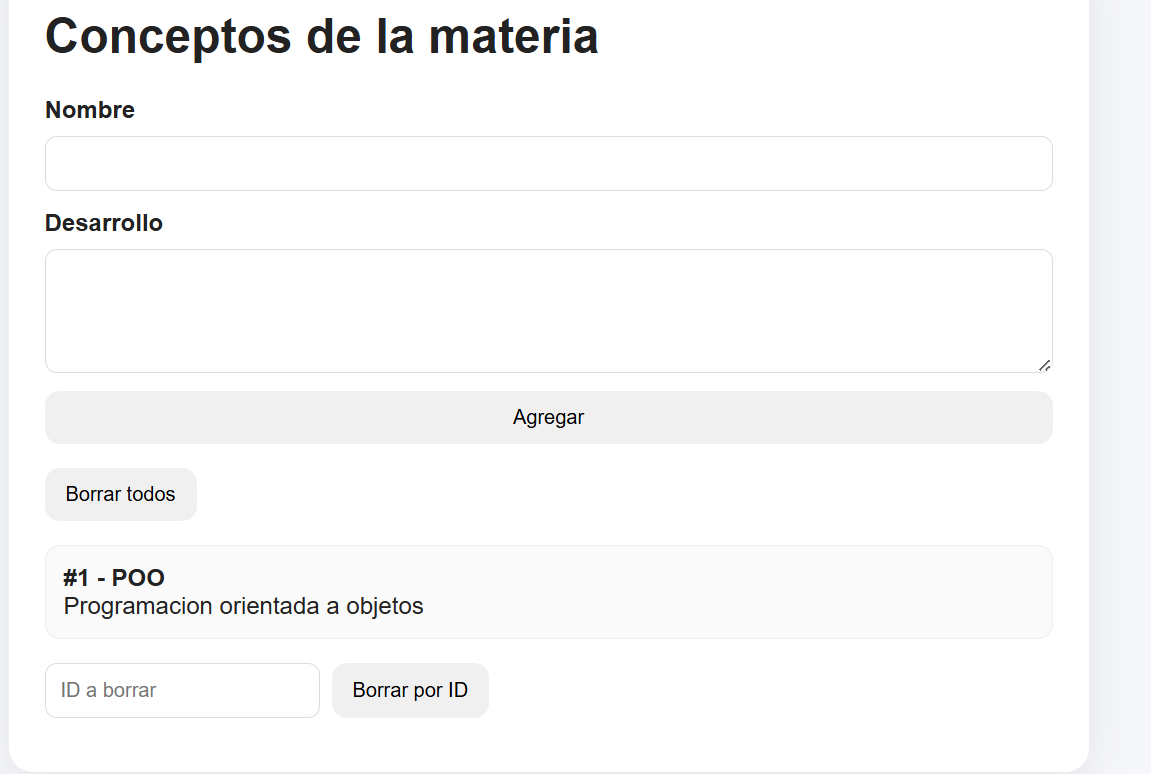 Conceptos de la materia
Nombre
Desarrollo
Agregar
Borrar todos
#1 - POO
Programacion orientada a objetos
ID a borrar
Borrar por ID